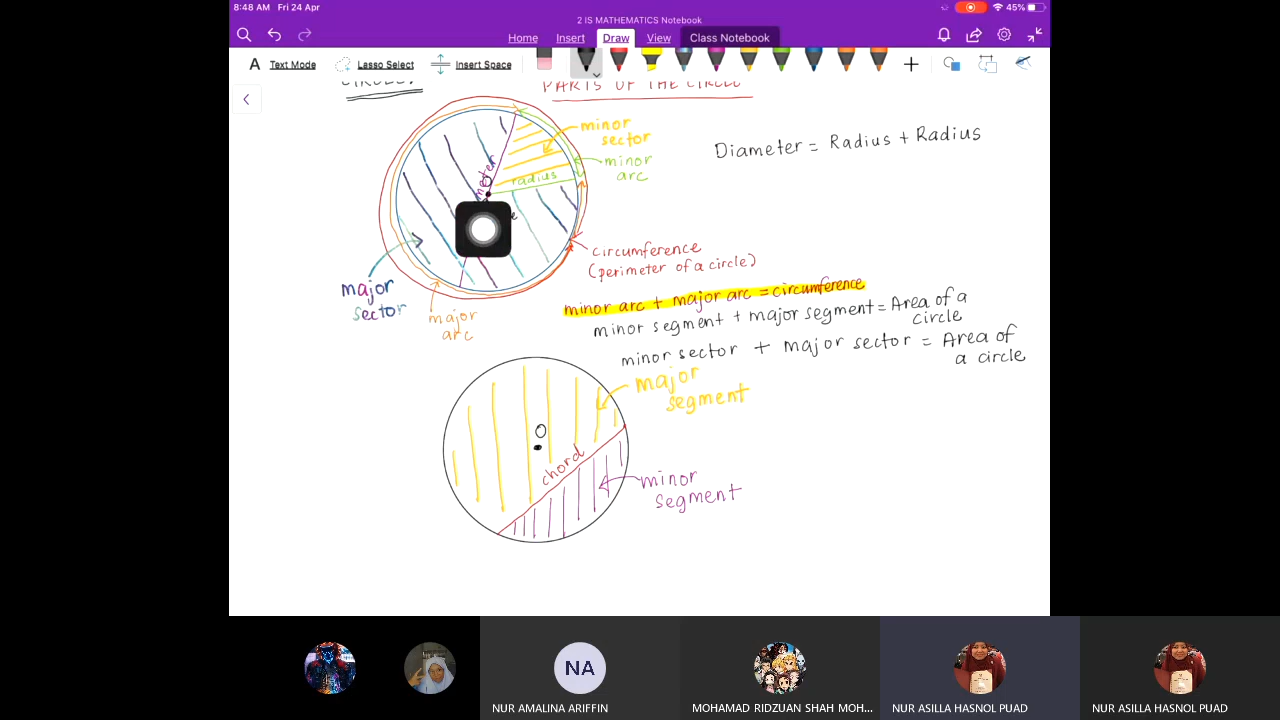 8:48 AM Fri 24 Apr
45%
2 IS MATHEMATICS Notebook
Home Insert Draw View Class Notebook
A Text Mode Lasso Select Insert Space
CIRCLE:
PARTS OF THE CIRCLE
minor
sector
minor
arc
radius
Diameter = Radius + Radius
circumference
(perimeter of a circle)
major
sector
major
arc
minor arc + major arc = circumference
minor segment + major segment = Area of a
circle
minor sector + major sector = Area of
a circle
major
segment
O
chord
minor
segment
NA
NUR AMALINA ARIFFIN
MOHAMAD RIDZUAN SHAH MOH...
NUR ASILLA HASNOL PUAD
NUR ASILLA HASNOL PUAD